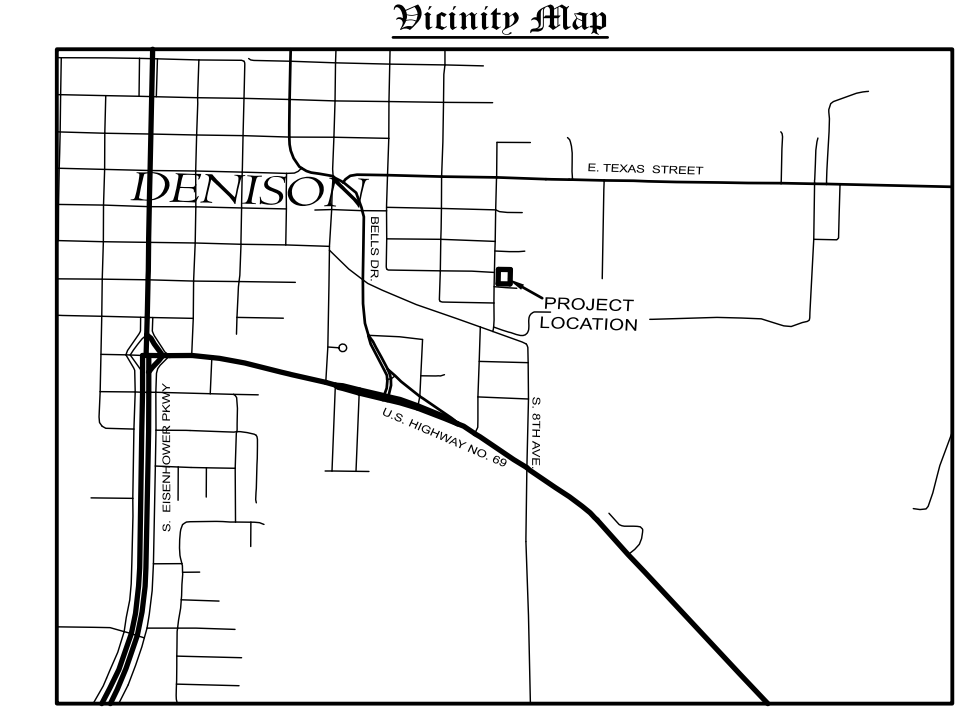 Vicinity Map
E. TEXAS STREET
DENISON
BELLS DR.
PROJECT
LOCATION
U.S. HIGHWAY NO. 69
S. 8TH AVE.
S. EISENHOWER PKWY